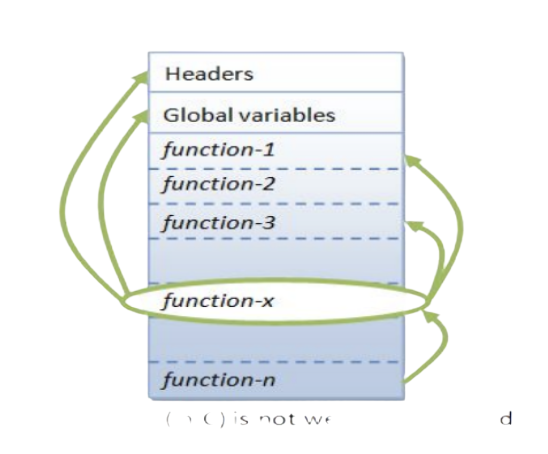 Headers
Global variables
function-1
function-2
function-3
function-x
function-n
is not